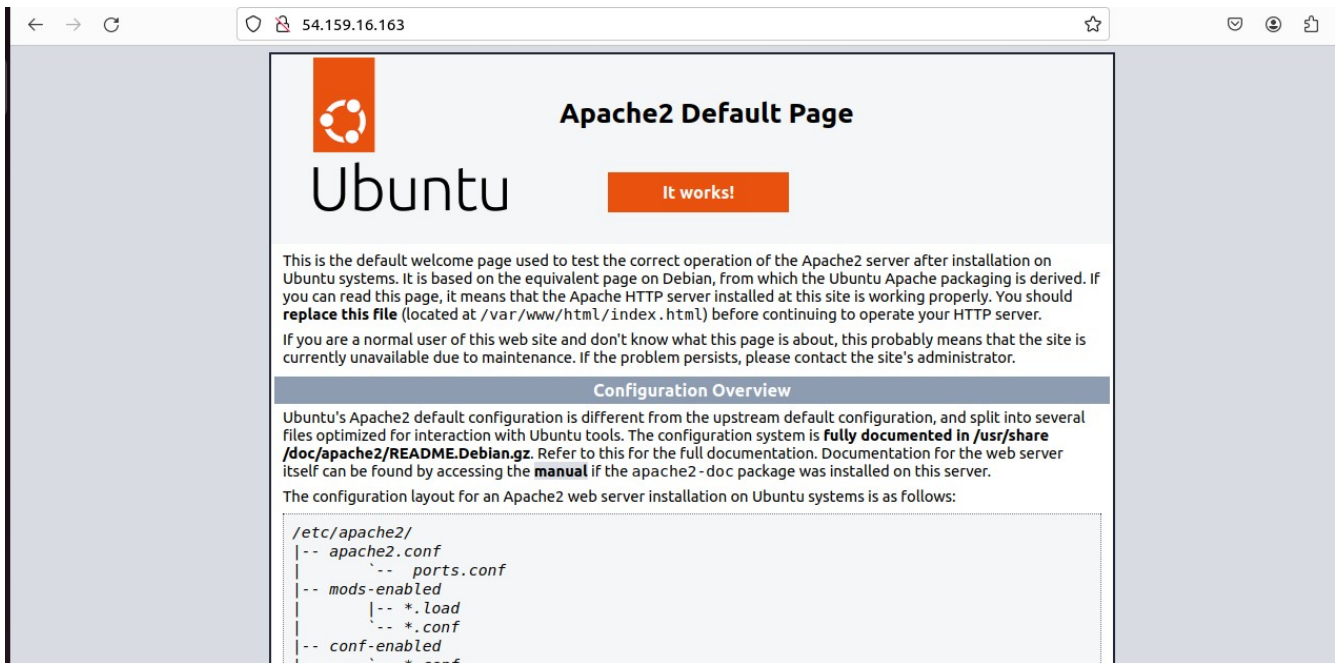 54.159.16.163
Apache2 Default Page
Ubuntu
It works!
This is the default welcome page used to test the correct operation of the Apache2 server after installation on
Ubuntu systems. It is based on the equivalent page on Debian, from which the Ubuntu Apache packaging is derived. If
you can read this page, it means that the Apache HTTP server installed at this site is working properly. You should
replace this file (located at /var/www/html/index.html) before continuing to operate your HTTP server.
If you are a normal user of this web site and don't know what this page is about, this probably means that the site is
currently unavailable due to maintenance. If the problem persists, please contact the site's administrator.
Configuration Overview
Ubuntu's Apache2 default configuration is different from the upstream default configuration, and split into several
files optimized for interaction with Ubuntu tools. The configuration system is fully documented in /usr/share
/doc/apache2/README.Debian.gz. Refer to this for the full documentation. Documentation for the web server
itself can be found by accessing the manual if the apache2-doc package was installed on this server.
The configuration layout for an Apache2 web server installation on Ubuntu systems is as follows:
/etc/apache2/
|-- apache2.conf
|       `--  ports.conf
|-- mods-enabled
|       |-- *.load
|       `-- *.conf
|-- conf-enabled
|       `-- *.conf